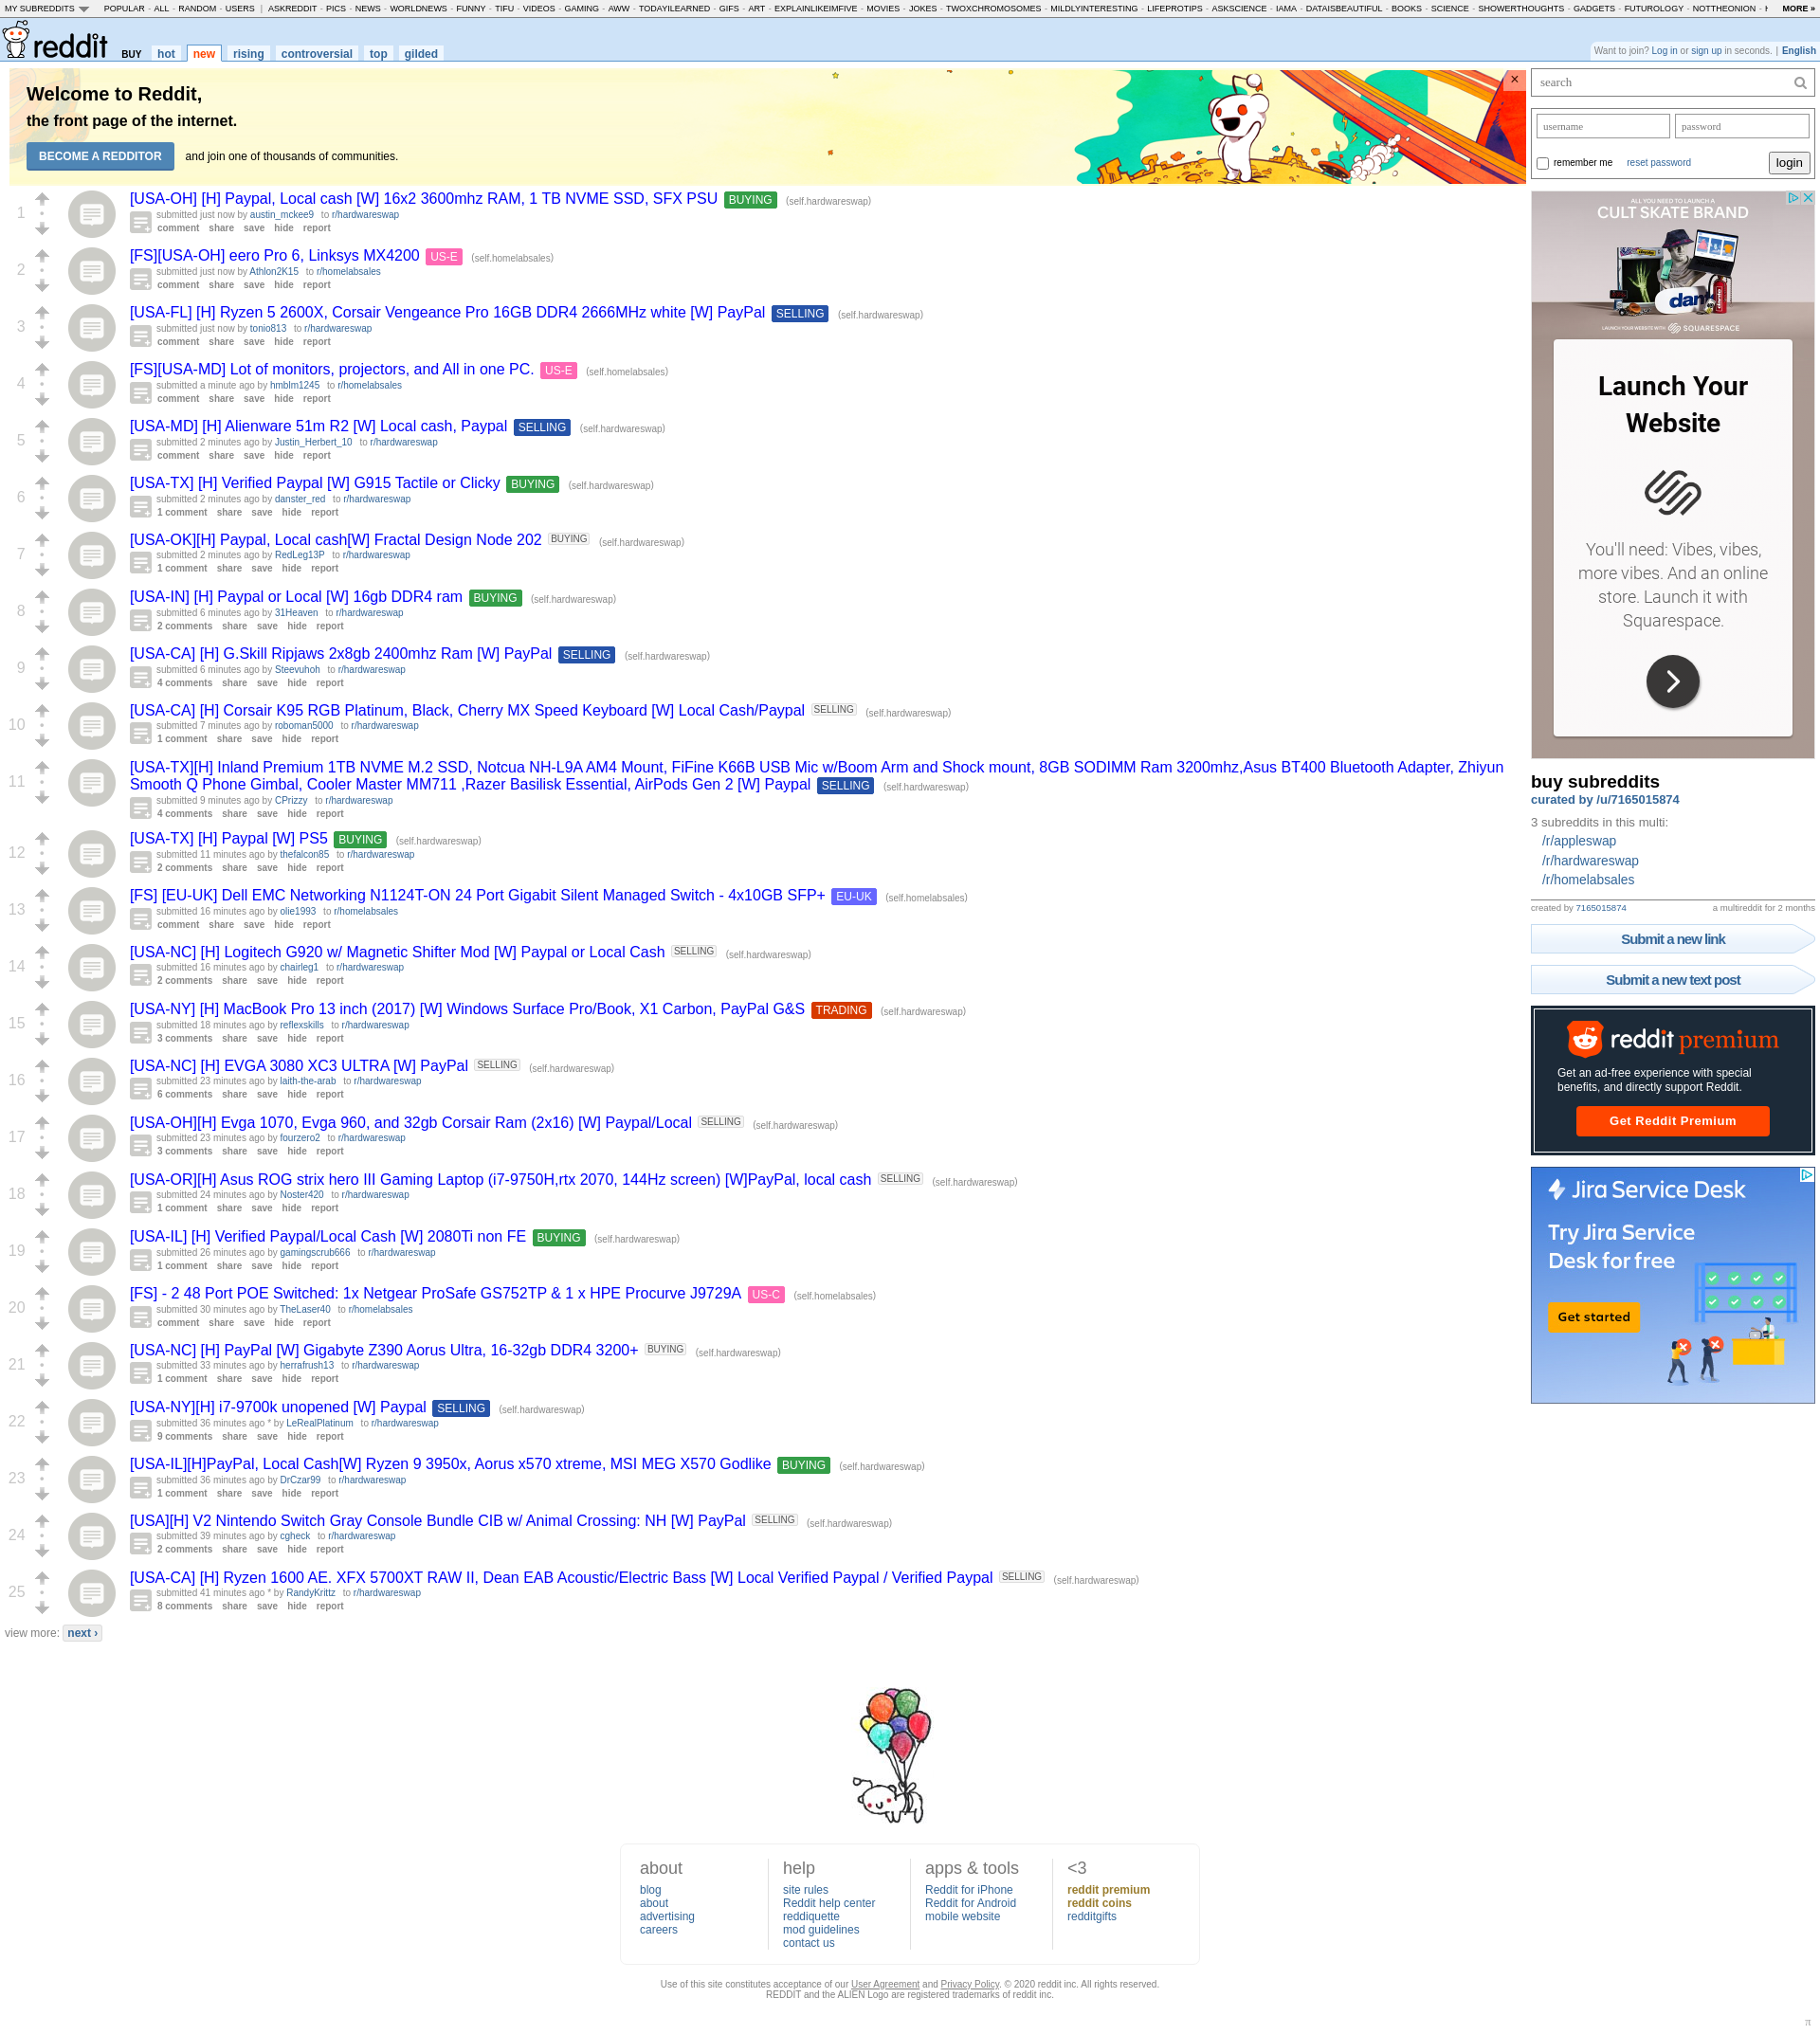 MY SUBREDDITS POPULAR - ALL - RANDOM - USERS | ASKREDDIT - PICS - NEWS - WORLDNEWS - FUNNY - TIFU - VIDEOS - GAMING - AWW - TODAYILEARNED - GIFS - ART - EXPLAINLIKEIMFIVE - MOVIES - JOKES - TWOXCHROMOSOMES - MILDLYINTERESTING - LIFEPROTIPS - ASKSCIENCE - IAMA - DATAISBEAUTIFUL - BOOKS - SCIENCE - SHOWERTHOUGHTS - GADGETS - FUTUROLOGY - NOTTHEONION - MORE »
reddit BUY hot new rising controversial top gilded
Want to join? Log in or sign up in seconds. | English
Welcome to Reddit,
the front page of the internet.
BECOME A REDDITOR and join one of thousands of communities.
1 [USA-OH] [H] Paypal, Local cash [W] 16x2 3600mhz RAM, 1 TB NVME SSD, SFX PSU BUYING (self.hardwareswap)
submitted just now by austin_mckee9 to r/hardwareswap
comment share save hide report
2 [FS][USA-OH] eero Pro 6, Linksys MX4200 US-E (self.homelabsales)
submitted just now by Athlon2K15 to r/homelabsales
comment share save hide report
3 [USA-FL] [H] Ryzen 5 2600X, Corsair Vengeance Pro 16GB DDR4 2666MHz white [W] PayPal SELLING (self.hardwareswap)
submitted just now by tonio813 to r/hardwareswap
comment share save hide report
4 [FS][USA-MD] Lot of monitors, projectors, and All in one PC. US-E (self.homelabsales)
submitted a minute ago by hmblm1245 to r/homelabsales
comment share save hide report
5 [USA-MD] [H] Alienware 51m R2 [W] Local cash, Paypal SELLING (self.hardwareswap)
submitted 2 minutes ago by Justin_Herbert_10 to r/hardwareswap
comment share save hide report
6 [USA-TX] [H] Verified Paypal [W] G915 Tactile or Clicky BUYING (self.hardwareswap)
submitted 2 minutes ago by danster_red to r/hardwareswap
1 comment share save hide report
7 [USA-OK][H] Paypal, Local cash[W] Fractal Design Node 202 BUYING (self.hardwareswap)
submitted 2 minutes ago by RedLeg13P to r/hardwareswap
1 comment share save hide report
8 [USA-IN] [H] Paypal or Local [W] 16gb DDR4 ram BUYING (self.hardwareswap)
submitted 6 minutes ago by 31Heaven to r/hardwareswap
2 comments share save hide report
9 [USA-CA] [H] G.Skill Ripjaws 2x8gb 2400mhz Ram [W] PayPal SELLING (self.hardwareswap)
submitted 6 minutes ago by Steevuhoh to r/hardwareswap
4 comments share save hide report
10 [USA-CA] [H] Corsair K95 RGB Platinum, Black, Cherry MX Speed Keyboard [W] Local Cash/Paypal SELLING (self.hardwareswap)
submitted 7 minutes ago by roboman5000 to r/hardwareswap
1 comment share save hide report
11 [USA-TX][H] Inland Premium 1TB NVME M.2 SSD, Notcua NH-L9A AM4 Mount, FiFine K66B USB Mic w/Boom Arm and Shock mount, 8GB SODIMM Ram 3200mhz,Asus BT400 Bluetooth Adapter, Zhiyun
Smooth Q Phone Gimbal, Cooler Master MM711 ,Razer Basilisk Essential, AirPods Gen 2 [W] Paypal SELLING (self.hardwareswap)
submitted 9 minutes ago by CPrizzy to r/hardwareswap
4 comments share save hide report
12 [USA-TX] [H] Paypal [W] PS5 BUYING (self.hardwareswap)
submitted 11 minutes ago by thefalcon85 to r/hardwareswap
2 comments share save hide report
13 [FS] [EU-UK] Dell EMC Networking N1124T-ON 24 Port Gigabit Silent Managed Switch - 4x10GB SFP+ EU-UK (self.homelabsales)
submitted 16 minutes ago by olie1993 to r/homelabsales
comment share save hide report
14 [USA-NC] [H] Logitech G920 w/ Magnetic Shifter Mod [W] Paypal or Local Cash SELLING (self.hardwareswap)
submitted 16 minutes ago by chairleg1 to r/hardwareswap
2 comments share save hide report
15 [USA-NY] [H] MacBook Pro 13 inch (2017) [W] Windows Surface Pro/Book, X1 Carbon, PayPal G&S TRADING (self.hardwareswap)
submitted 18 minutes ago by reflexskills to r/hardwareswap
3 comments share save hide report
16 [USA-NC] [H] EVGA 3080 XC3 ULTRA [W] PayPal SELLING (self.hardwareswap)
submitted 23 minutes ago by laith-the-arab to r/hardwareswap
6 comments share save hide report
17 [USA-OH][H] Evga 1070, Evga 960, and 32gb Corsair Ram (2x16) [W] Paypal/Local SELLING (self.hardwareswap)
submitted 23 minutes ago by fourzero2 to r/hardwareswap
3 comments share save hide report
18 [USA-OR][H] Asus ROG strix hero III Gaming Laptop (i7-9750H,rtx 2070, 144Hz screen) [W]PayPal, local cash SELLING (self.hardwareswap)
submitted 24 minutes ago by Noster420 to r/hardwareswap
1 comment share save hide report
19 [USA-IL] [H] Verified Paypal/Local Cash [W] 2080Ti non FE BUYING (self.hardwareswap)
submitted 26 minutes ago by gamingscrub666 to r/hardwareswap
1 comment share save hide report
20 [FS] - 2 48 Port POE Switched: 1x Netgear ProSafe GS752TP & 1 x HPE Procurve J9729A US-C (self.homelabsales)
submitted 30 minutes ago by TheLaser40 to r/homelabsales
comment share save hide report
21 [USA-NC] [H] PayPal [W] Gigabyte Z390 Aorus Ultra, 16-32gb DDR4 3200+ BUYING (self.hardwareswap)
submitted 33 minutes ago by herrafrush13 to r/hardwareswap
1 comment share save hide report
22 [USA-NY][H] i7-9700k unopened [W] Paypal SELLING (self.hardwareswap)
submitted 36 minutes ago * by LeRealPlatinum to r/hardwareswap
9 comments share save hide report
23 [USA-IL][H]PayPal, Local Cash[W] Ryzen 9 3950x, Aorus x570 xtreme, MSI MEG X570 Godlike BUYING (self.hardwareswap)
submitted 36 minutes ago by DrCzar99 to r/hardwareswap
1 comment share save hide report
24 [USA][H] V2 Nintendo Switch Gray Console Bundle CIB w/ Animal Crossing: NH [W] PayPal SELLING (self.hardwareswap)
submitted 39 minutes ago by cgheck to r/hardwareswap
2 comments share save hide report
25 [USA-CA] [H] Ryzen 1600 AE. XFX 5700XT RAW II, Dean EAB Acoustic/Electric Bass [W] Local Verified Paypal / Verified Paypal SELLING (self.hardwareswap)
submitted 41 minutes ago * by RandyKrittz to r/hardwareswap
8 comments share save hide report
view more: next ›
search
username password
remember me reset password login
ALL YOU NEED TO LAUNCH A
CULT SKATE BRAND
dan
LAUNCH YOUR WEBSITE WITH SQUARESPACE
Launch Your
Website
You'll need: Vibes, vibes,
more vibes. And an online
store. Launch it with
Squarespace.
buy subreddits
curated by /u/7165015874
3 subreddits in this multi:
/r/appleswap
/r/hardwareswap
/r/homelabsales
created by 7165015874 a multireddit for 2 months
Submit a new link
Submit a new text post
reddit premium
Get an ad-free experience with special
benefits, and directly support Reddit.
Get Reddit Premium
Jira Service Desk
Try Jira Service
Desk for free
Get started
about
blog
about
advertising
careers
help
site rules
Reddit help center
reddiquette
mod guidelines
contact us
apps & tools
Reddit for iPhone
Reddit for Android
mobile website
<3
reddit premium
reddit coins
redditgifts
Use of this site constitutes acceptance of our User Agreement and Privacy Policy. © 2020 reddit inc. All rights reserved.
REDDIT and the ALIEN Logo are registered trademarks of reddit inc.
π